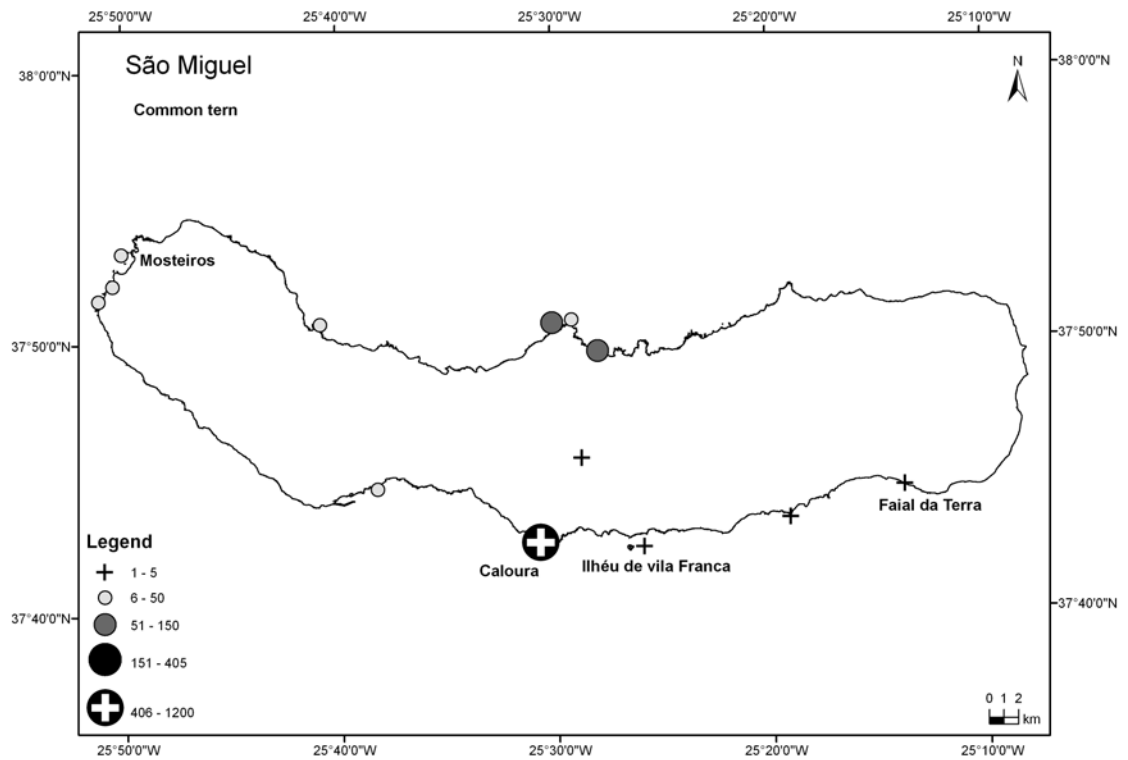 25°50'0"W 25°40'0"W 25°30'0"W 25°20'0"W 25°10'0"W
São Miguel
N
38°0'0"N
38°0'0"N
Common tern
Mosteiros
37°50'0"N
37°50'0"N
Faial da Terra
Legend
Caloura
Ilhéu de vila Franca
1 - 5
6 - 50
37°40'0"N
37°40'0"N
51 - 150
151 - 405
406 - 1200
0 1 2
km
25°50'0"W 25°40'0"W 25°30'0"W 25°20'0"W 25°10'0"W